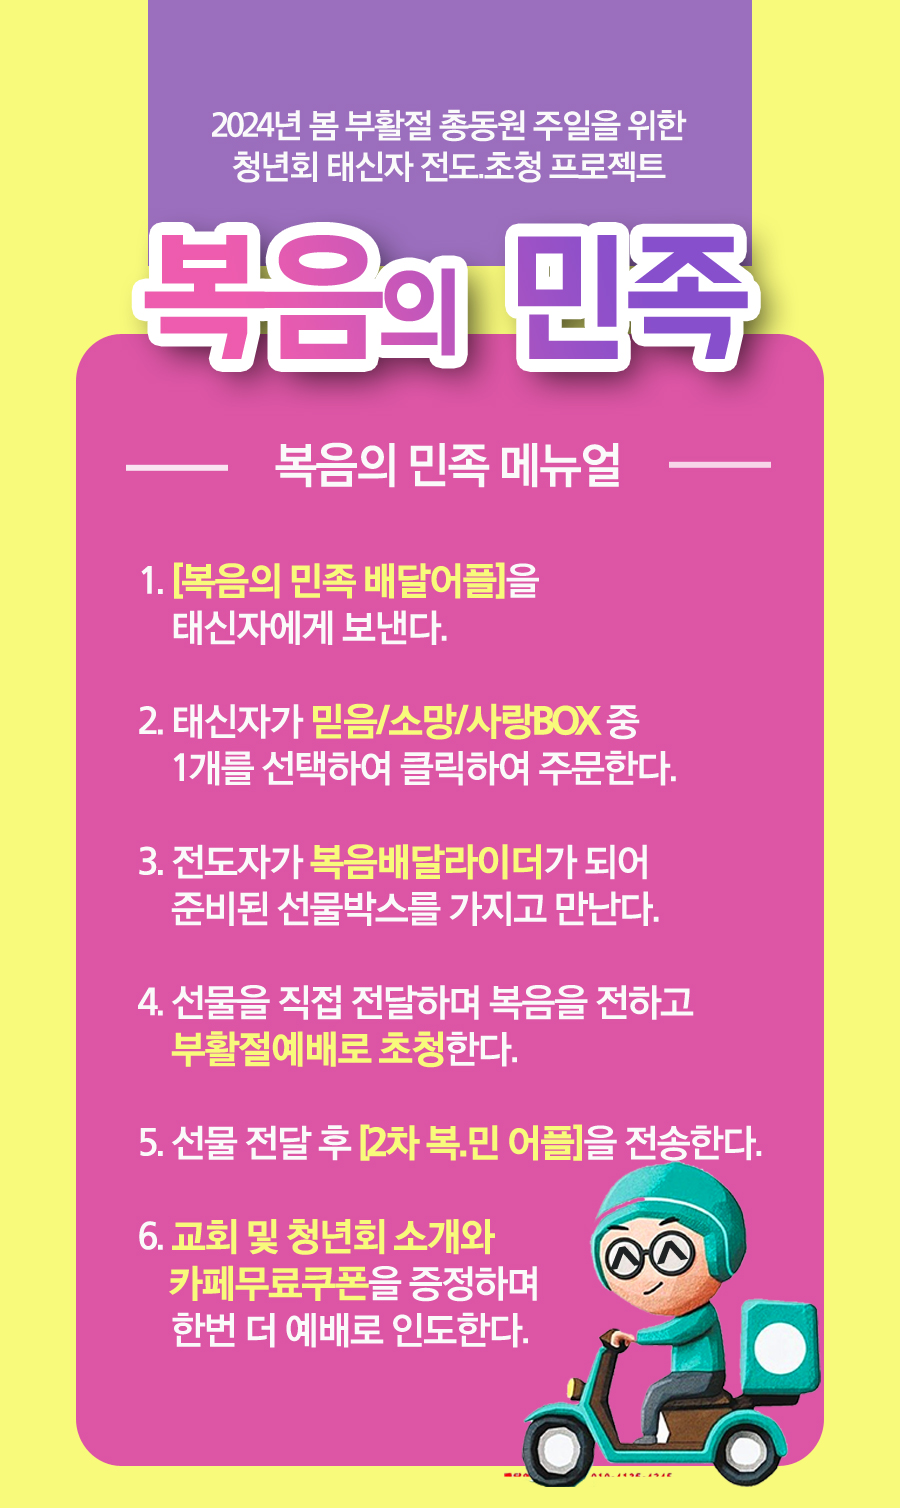 2024년 봄 부활절 총동원 주일을 위한
청년회 태신자 전도.초청 프로젝트
복음의 민족
복음의 민족 메뉴얼
1. [복음의 민족 배달어플]을
태신자에게 보낸다.
2. 태신자가 믿음/소망/사랑BOX 중
1개를 선택하여 클릭하여 주문한다.
3. 전도자가 복음배달라이더가 되어
준비된 선물박스를 가지고 만난다.
4. 선물을 직접 전달하며 복음을 전하고
부활절예배로 초청한다.
5. 선물 전달 후 [2차 복.민 어플]을 전송한다.
6. 교회 및 청년회 소개와
카페무료쿠폰을 증정하며
한번 더 예배로 인도한다.